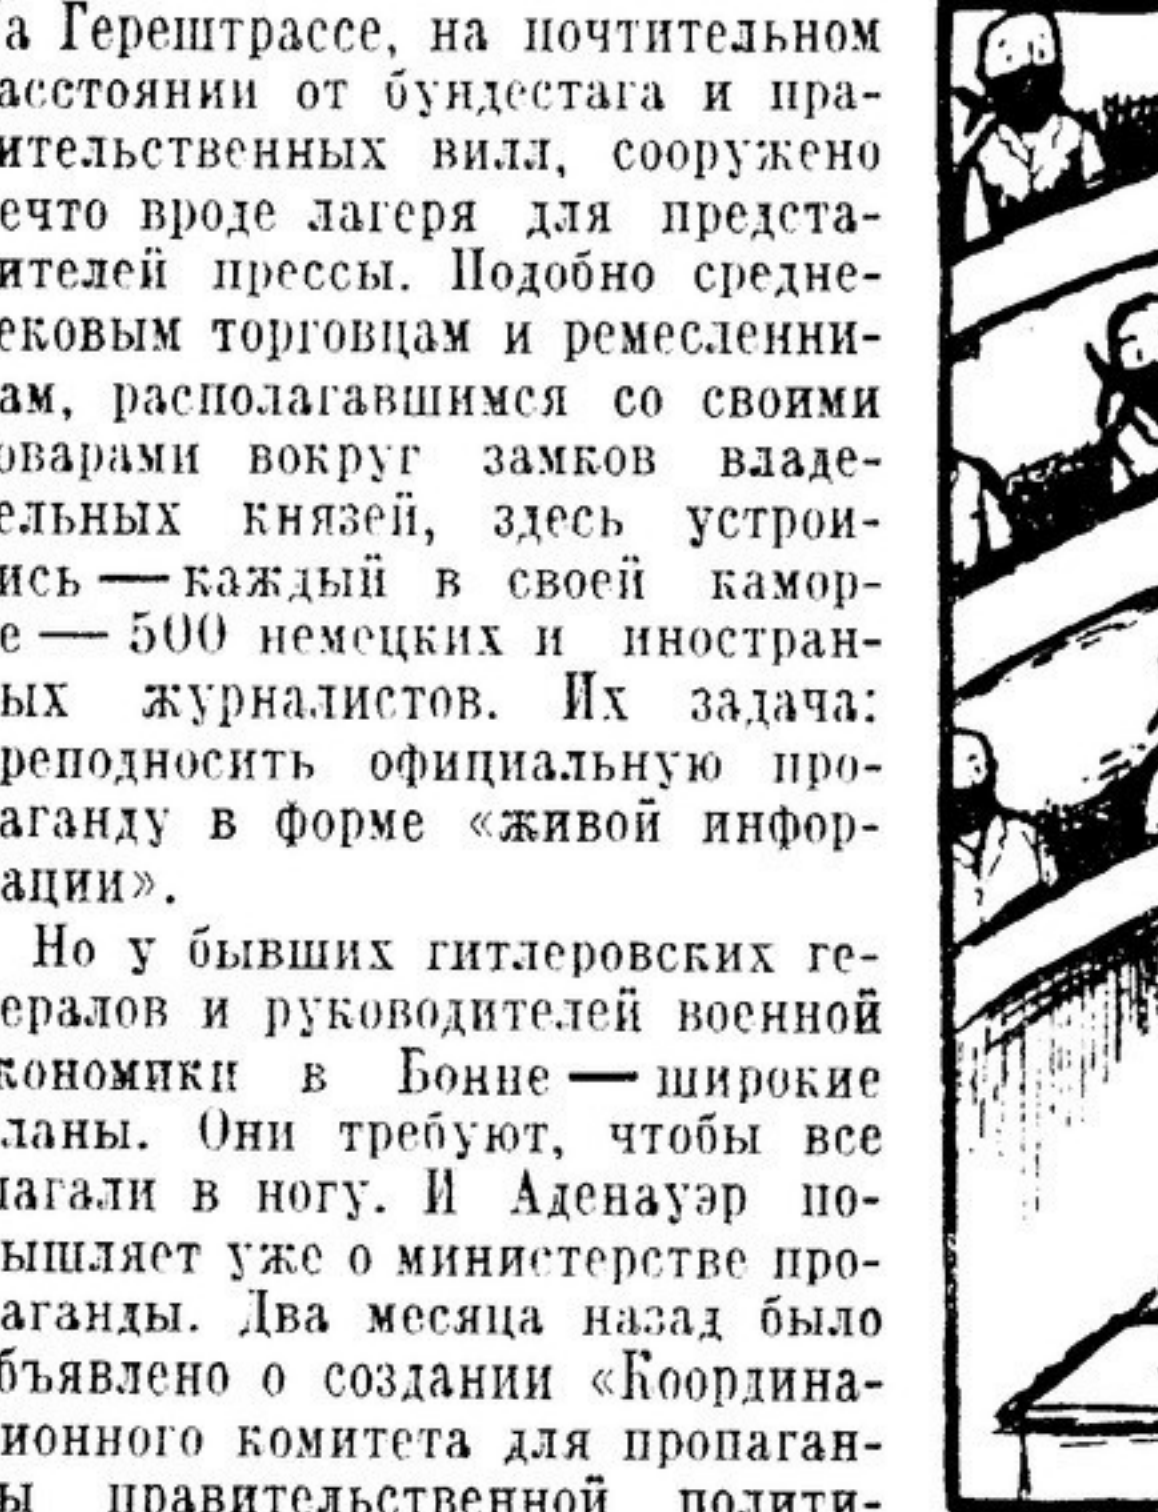 а Герештрассе, на почтительном
асстоянии от бундестага и пра-
ительственных вилл, сооружено
ечто вроде лагеря для предста-
ителей прессы. Подобно средне-
ековым торговцам и ремесленни-
ам, располагавшимся со своими
оварами вокруг замков владе-
ельных князей, здесь устрои-
ись — каждый в своей камор-
е — 500 немецких и иностран-
ых журналистов. Их задача:
реподносить официальную про-
аганду в форме «живой инфор-
ации».
Но у бывших гитлеровских ге-
ералов и руководителей военной
кономики в Бонне — широкие
ланы. Они требуют, чтобы все
агали в ногу. И Аденауэр по-
ышляет уже о министерстве про-
аганды. Два месяца назад было
бъявлено о создании «Координа-
ионного комитета для пропаган-
ы правительственной полити-